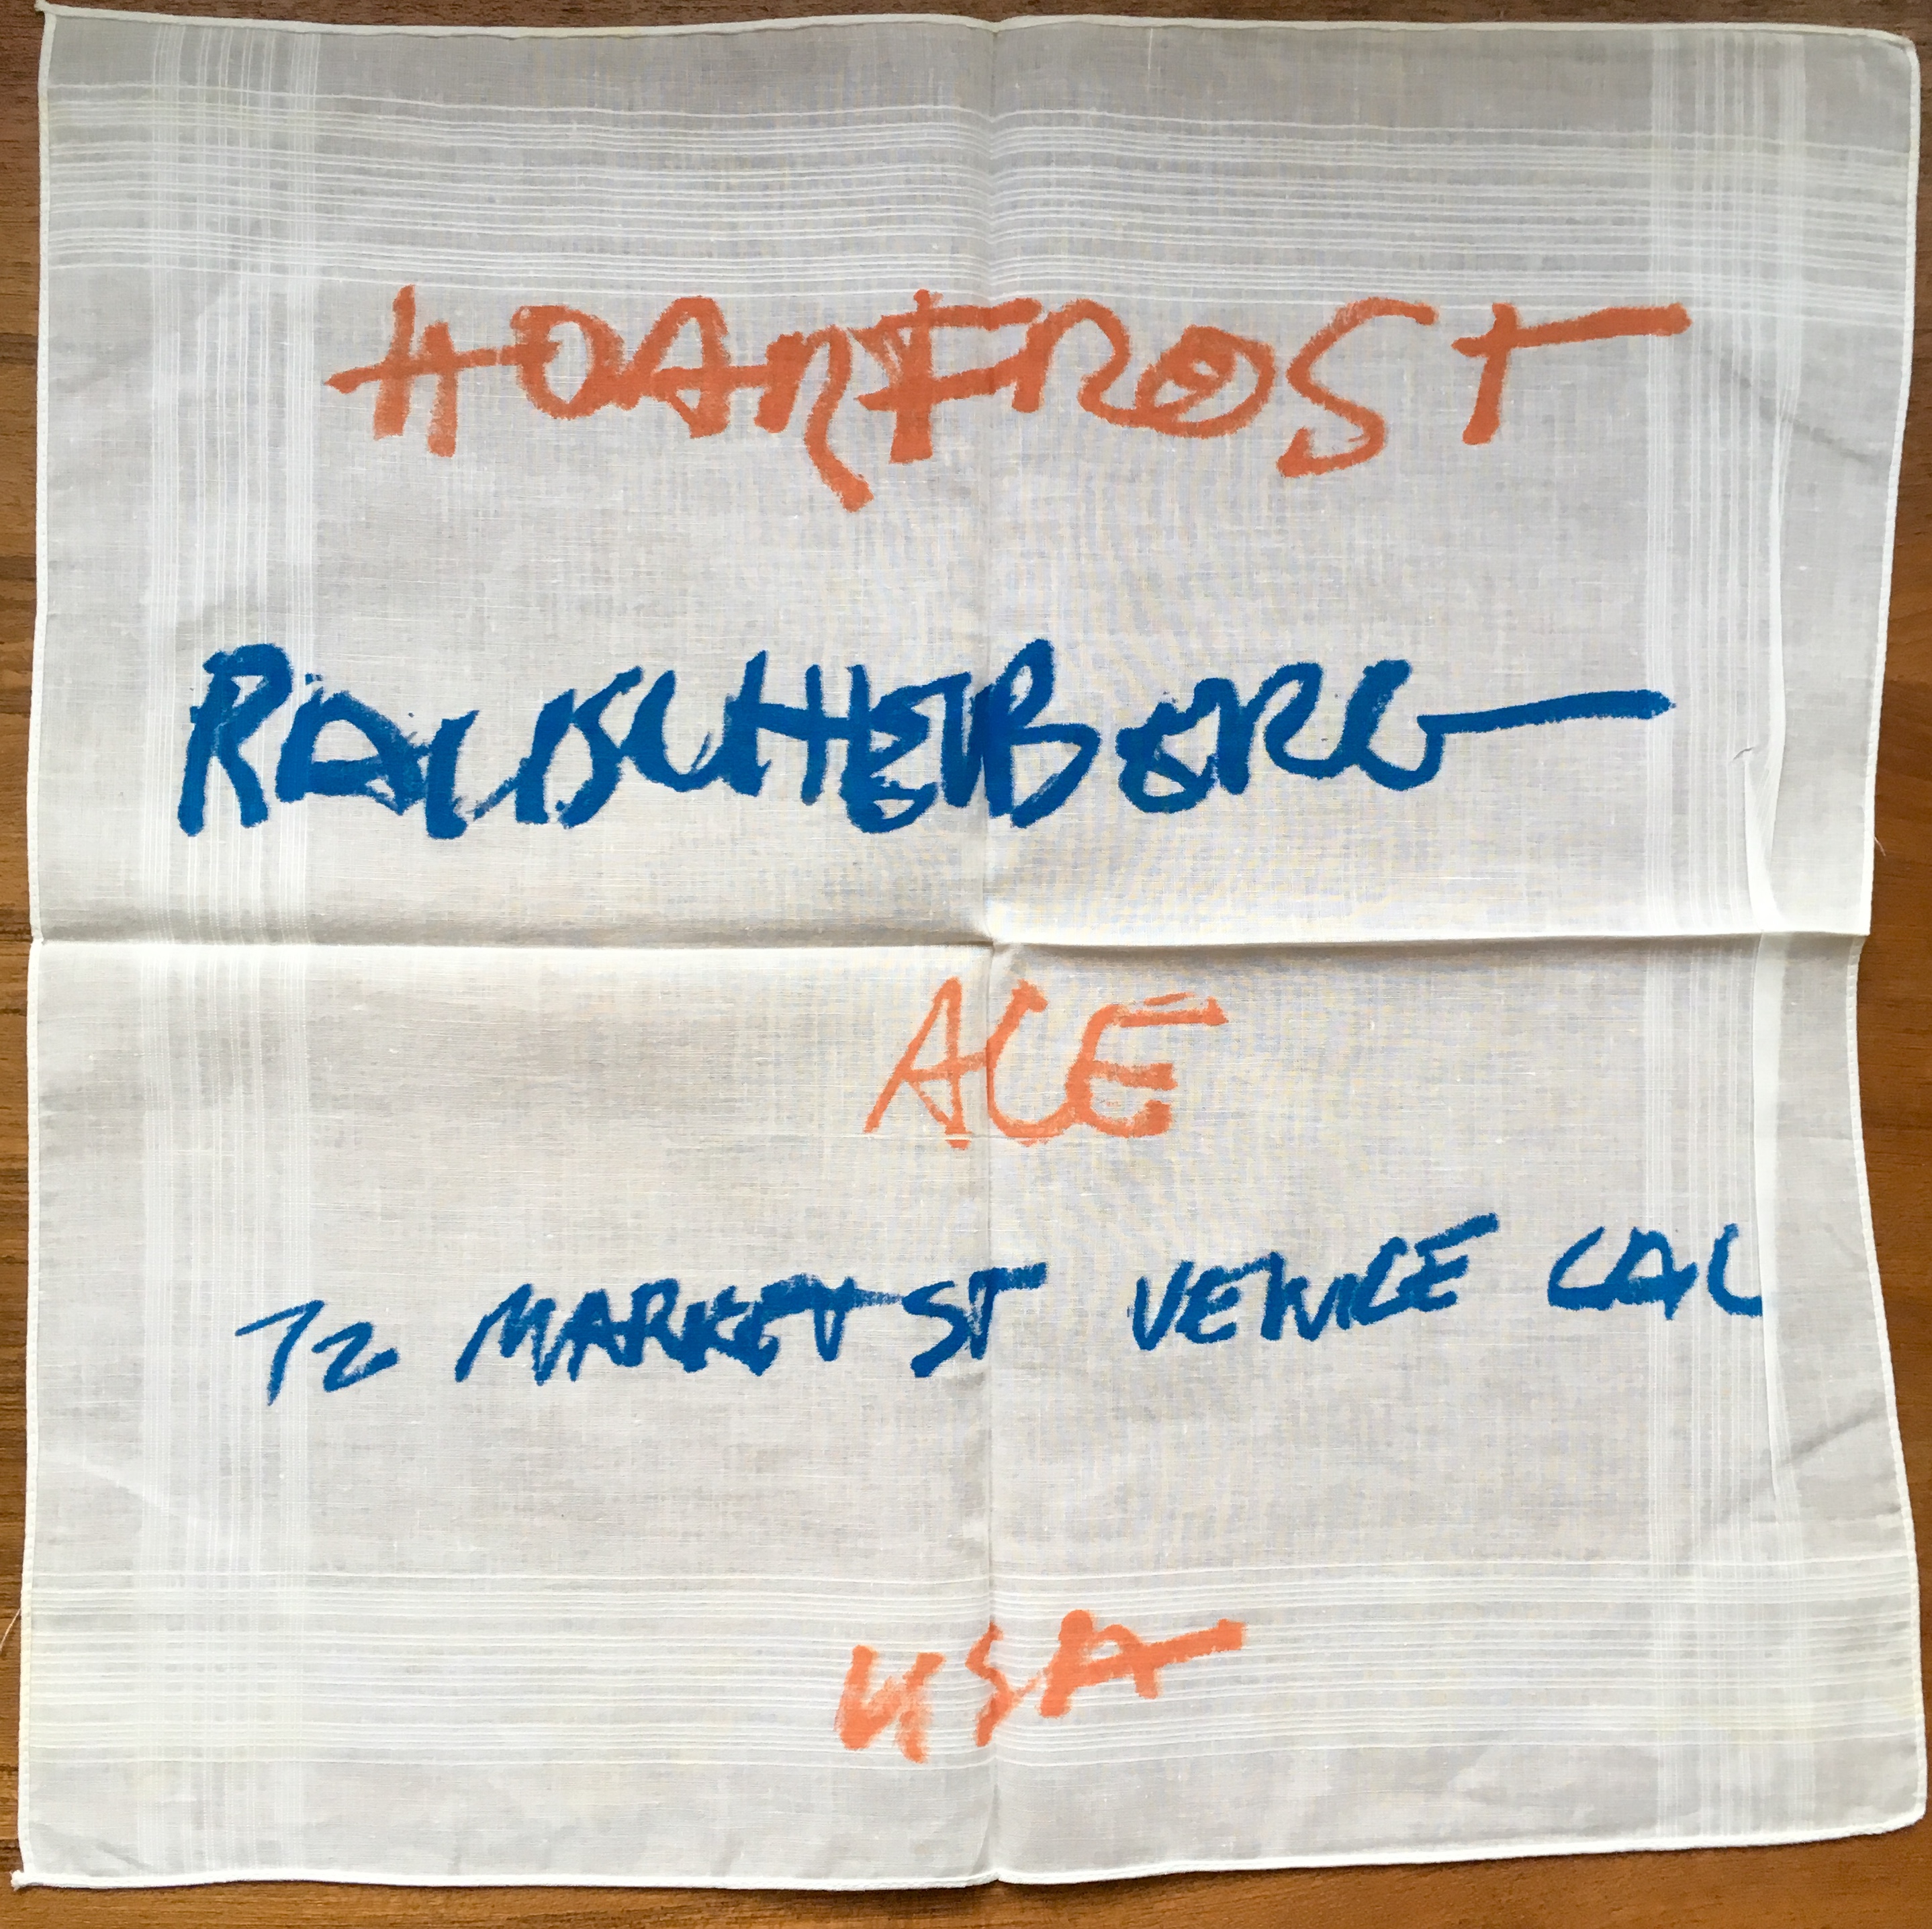 HOARFROST
RAUSCHENBERG
ACE
72 MARKET ST VENICE CAL
USA